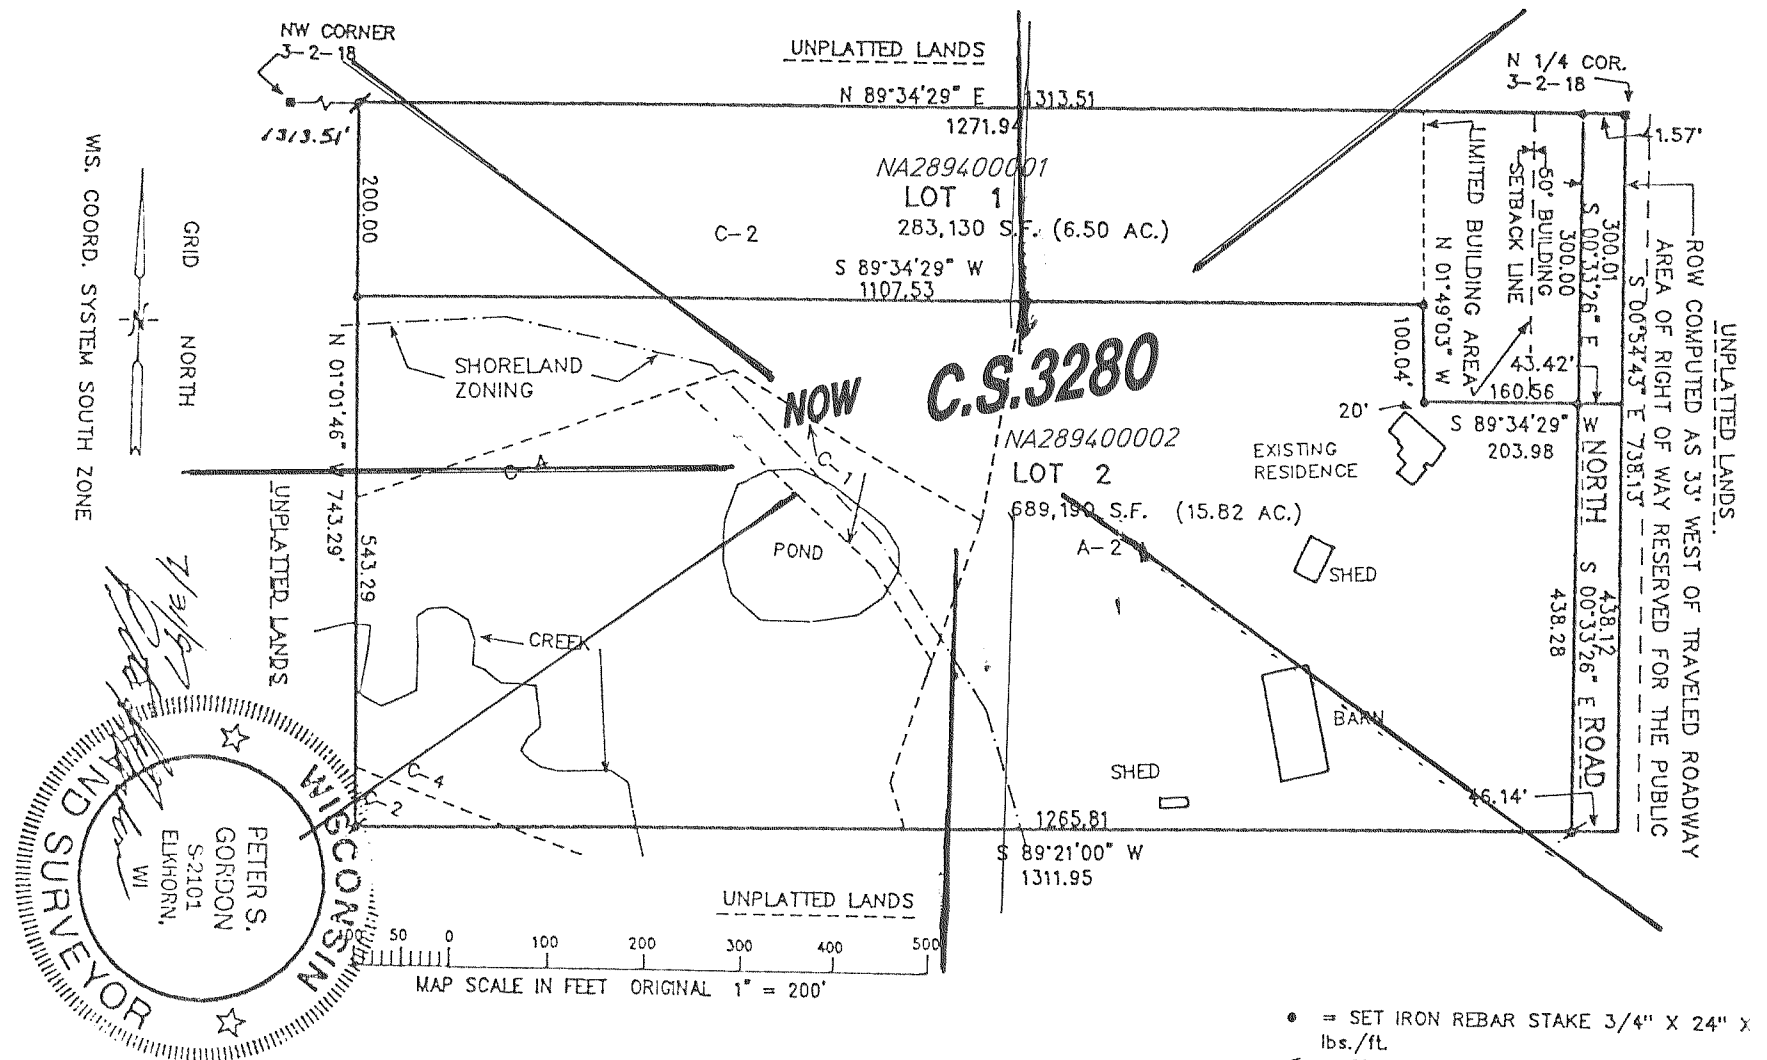 NW CORNER
3-2-18
UNPLATTED LANDS
N 1/4 COR.
3-2-18
N 89°34'29" E 1313.51
1313.51'
1271.94
1.57'
NA289400001
LOT 1
283,130 S.F. (6.50 AC.)
C-2
S 89°34'29" W
1107.53
200.00
LIMITED BUILDING AREA
N 01°49'03" W
100.04'
50' BUILDING
SETBACK LINE
300.01
S 00°33'26" E
300.00
43.42'
160.56
S 89°34'29" W
203.98
20'
S 00°54'43" E 738.13'
ROW COMPUTED AS 33' WEST OF TRAVELED ROADWAY
AREA OF RIGHT OF WAY RESERVED FOR THE PUBLIC
UNPLATTED LANDS.
WIS. COORD. SYSTEM SOUTH ZONE
GRID NORTH
SHORELAND
ZONING
NOW C.S.3280
NA289400002
LOT 2
689,190 S.F. (15.82 AC.)
A-2
EXISTING
RESIDENCE
C-1
POND
SHED
N 01°01'46" W 743.29'
543.29
UNPLATTED LANDS
CREEK
NORTH ROAD
438.12
S 00°33'26" E
438.28
BARN
SHED
46.14'
C-4
C-2
1265.81
S 89°21'00" W
1311.95
UNPLATTED LANDS
7/31/97
WISCONSIN
LAND SURVEYOR
PETER S.
GORDON
S-2101
ELKHORN,
WI
50 0 100 200 300 400 500
MAP SCALE IN FEET ORIGINAL 1" = 200'
• = SET IRON REBAR STAKE 3/4" X 24" X
lbs./ft.